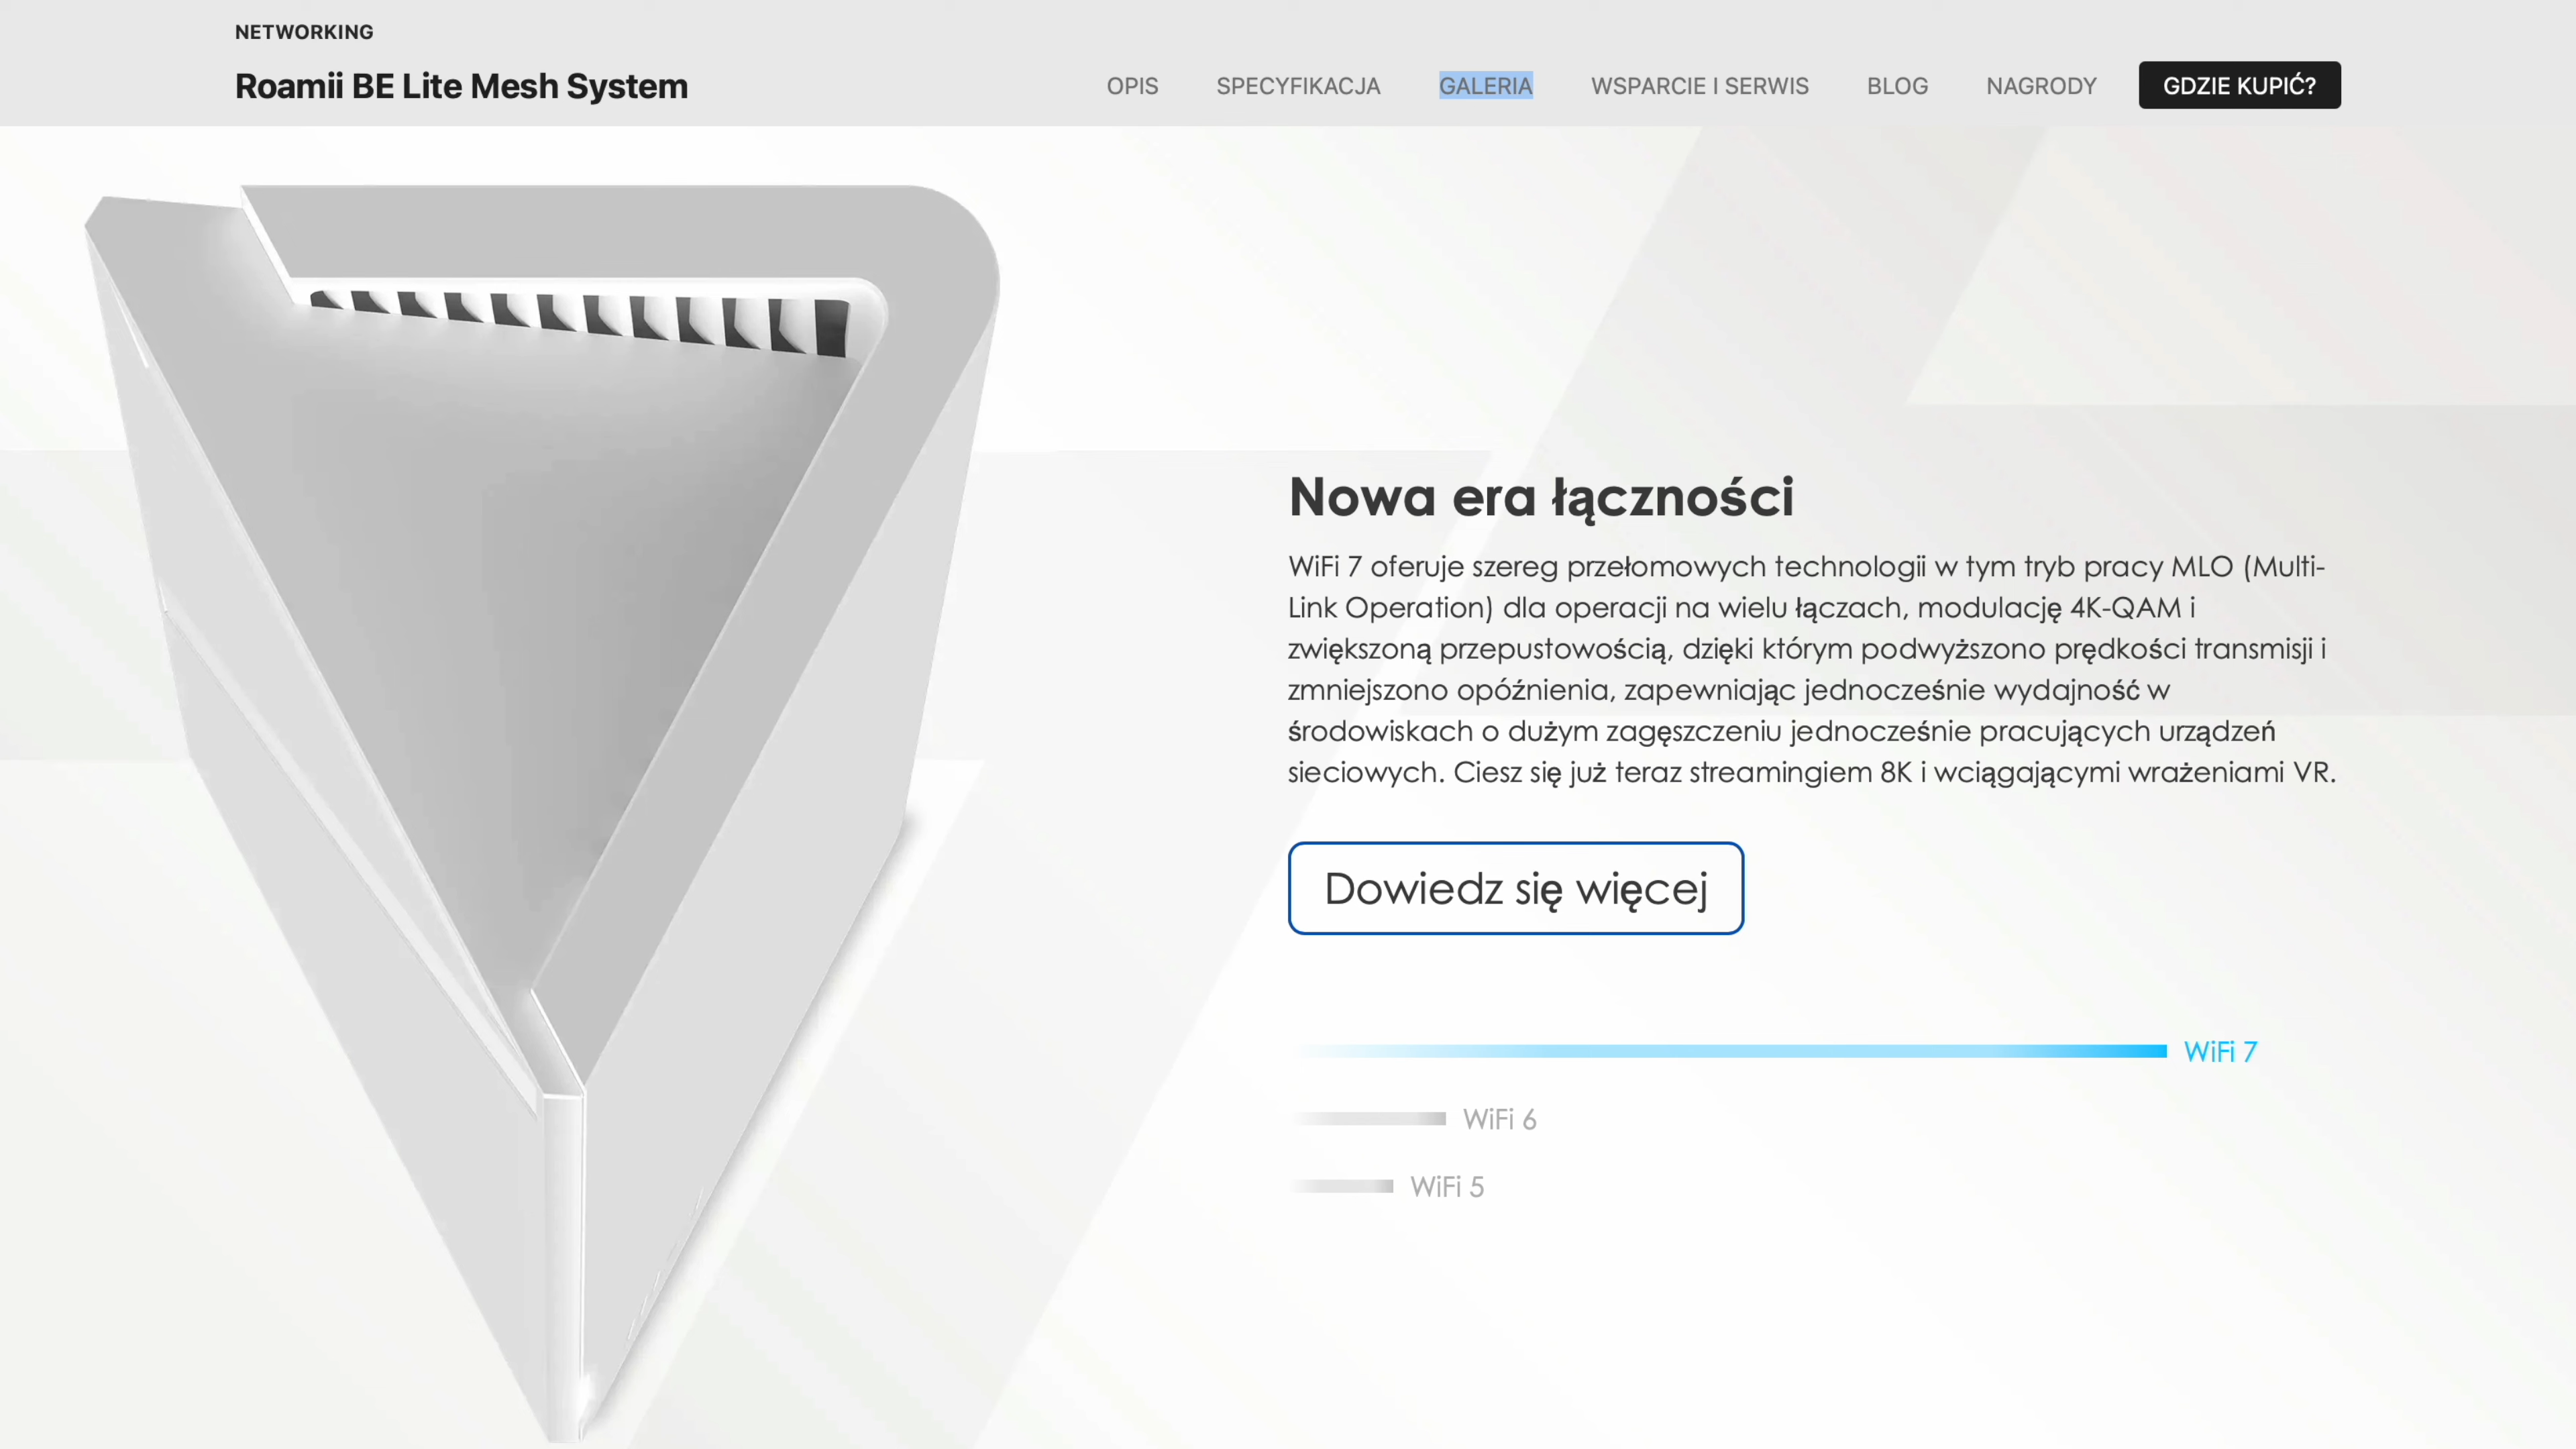 NETWORKING
Roamii BE Lite Mesh System
OPIS SPECYFIKACJA GALERIA WSPARCIE I SERWIS BLOG NAGRODY GDZIE KUPIĆ?
Nowa era łączności
WiFi 7 oferuje szereg przełomowych technologii w tym tryb pracy MLO (Multi-
Link Operation) dla operacji na wielu łączach, modulację 4K-QAM i
zwiększoną przepustowością, dzięki którym podwyższono prędkości transmisji i
zmniejszono opóźnienia, zapewniając jednocześnie wydajność w
środowiskach o dużym zagęszczeniu jednocześnie pracujących urządzeń
sieciowych. Ciesz się już teraz streamingiem 8K i wciągającymi wrażeniami VR.
Dowiedz się więcej
WiFi 7
WiFi 6
WiFi 5